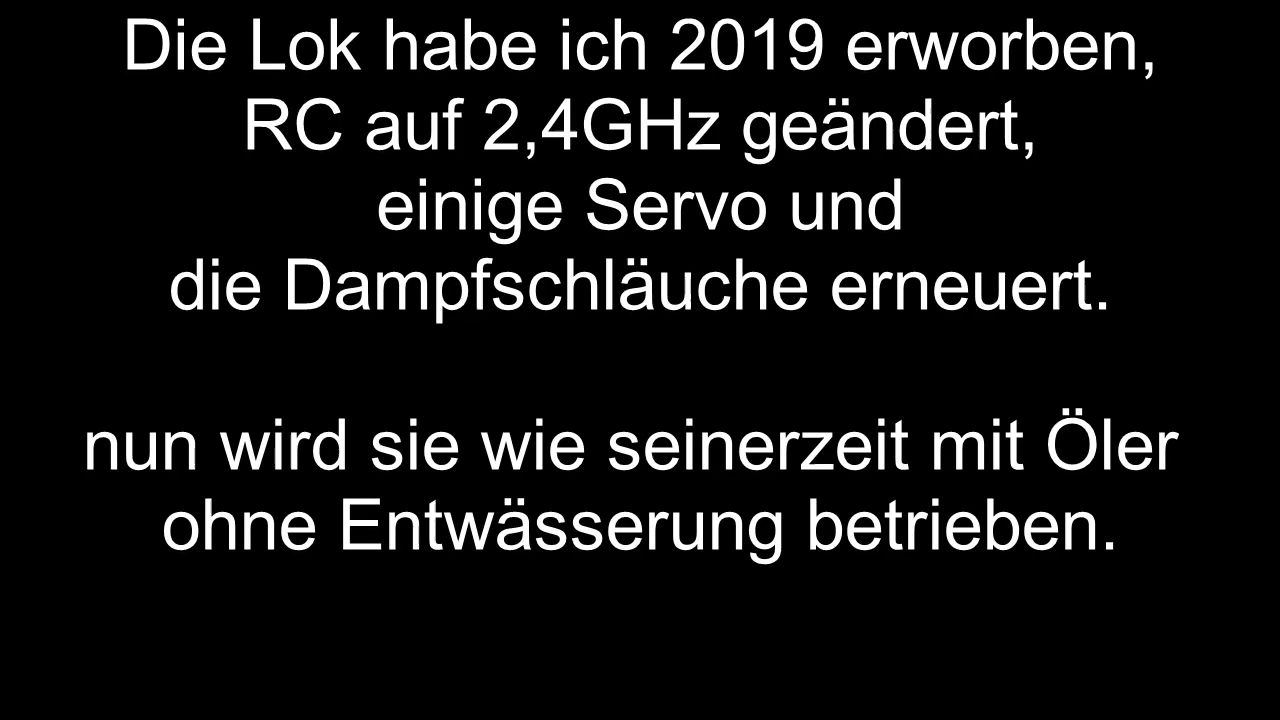 Die Lok habe ich 2019 erworben,
RC auf 2,4GHz geändert,
einige Servo und
die Dampfschläuche erneuert.
nun wird sie wie seinerzeit mit Öler
ohne Entwässerung betrieben.